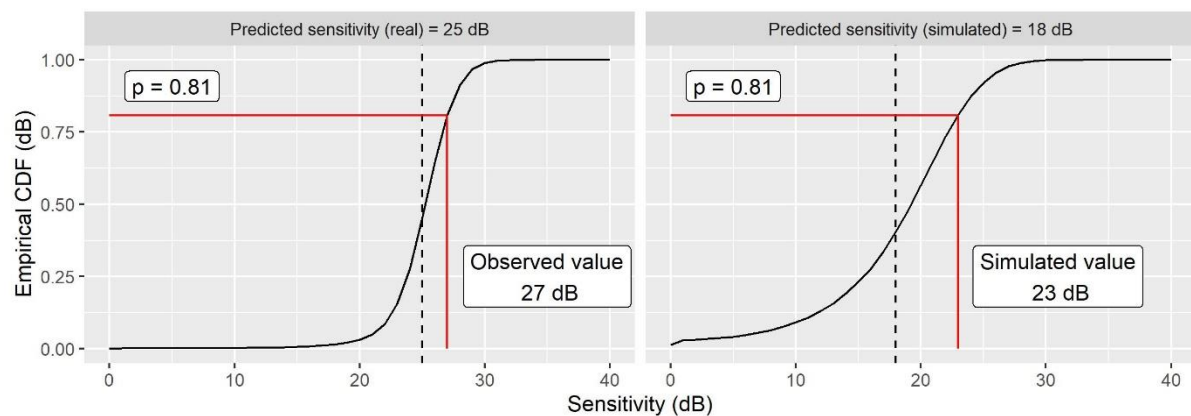 Predicted sensitivity (real) = 25 dB
Predicted sensitivity (simulated) = 18 dB
Empirical CDF (dB)
1.00
0.75
0.50
0.25
0.00
p = 0.81
Observed value
27 dB
p = 0.81
Simulated value
23 dB
0 10 20 30 40
0 10 20 30 40
Sensitivity (dB)